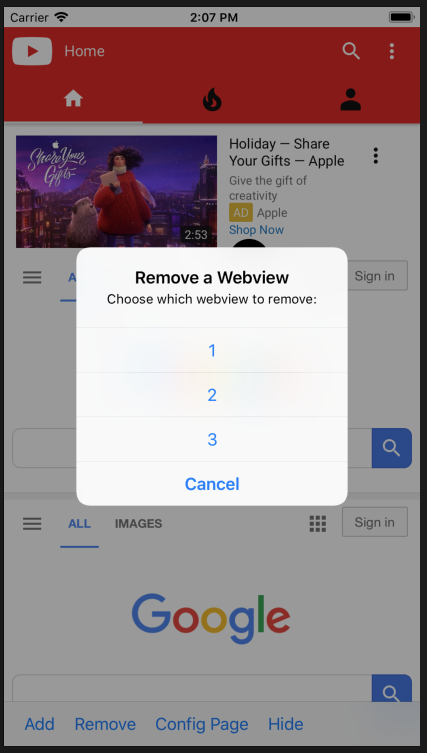 Carrier 2:07 PM
Home
Share Your Gifts
2:53
Holiday — Share
Your Gifts — Apple
Give the gift of
creativity
AD Apple
Shop Now
Sign in
Remove a Webview
Choose which webview to remove:
1
2
3
Cancel
ALL IMAGES Sign in
Google
Add Remove Config Page Hide